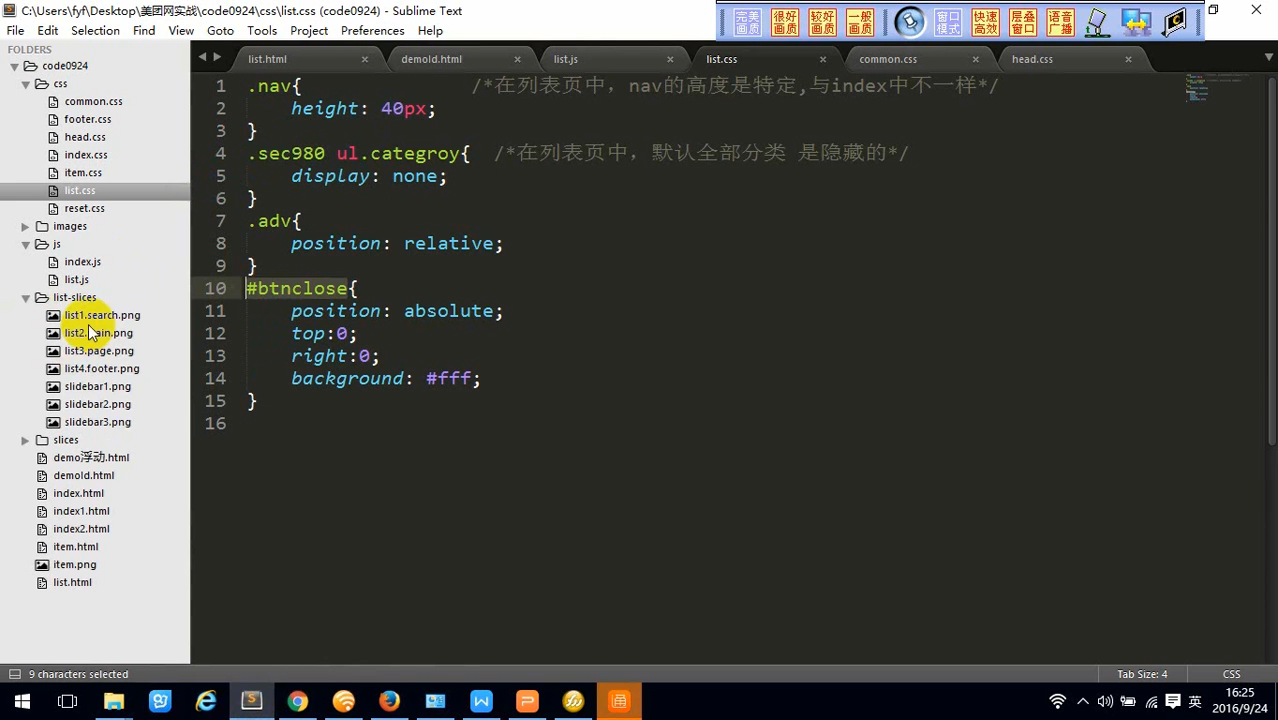 C:\Users\fyf\Desktop\美团网实战\code0924\css\list.css (code0924) - Sublime Text
完美画质 很好画质 较好画质 一般画质 窗口模式 快速高效 层叠窗口 语音广播
File Edit Selection Find View Goto Tools Project Preferences Help
FOLDERS
code0924
css
common.css
footer.css
head.css
index.css
item.css
list.css
reset.css
images
js
index.js
list.js
list-slices
list1.search.png
list2.main.png
list3.page.png
list4.footer.png
slidebar1.png
slidebar2.png
slidebar3.png
slices
demo浮动.html
demold.html
index.html
index1.html
index2.html
item.html
item.png
list.html
list.html demold.html list.js list.css common.css head.css
1 .nav{ /*在列表页中，nav的高度是特定,与index中不一样*/
2 height: 40px;
3 }
4 .sec980 ul.categroy{ /*在列表页中，默认全部分类 是隐藏的*/
5 display: none;
6 }
7 .adv{
8 position: relative;
9 }
10 #btnclose{
11 position: absolute;
12 top:0;
13 right:0;
14 background: #fff;
15 }
16
9 characters selected Tab Size: 4 CSS
英 16:25
2016/9/24